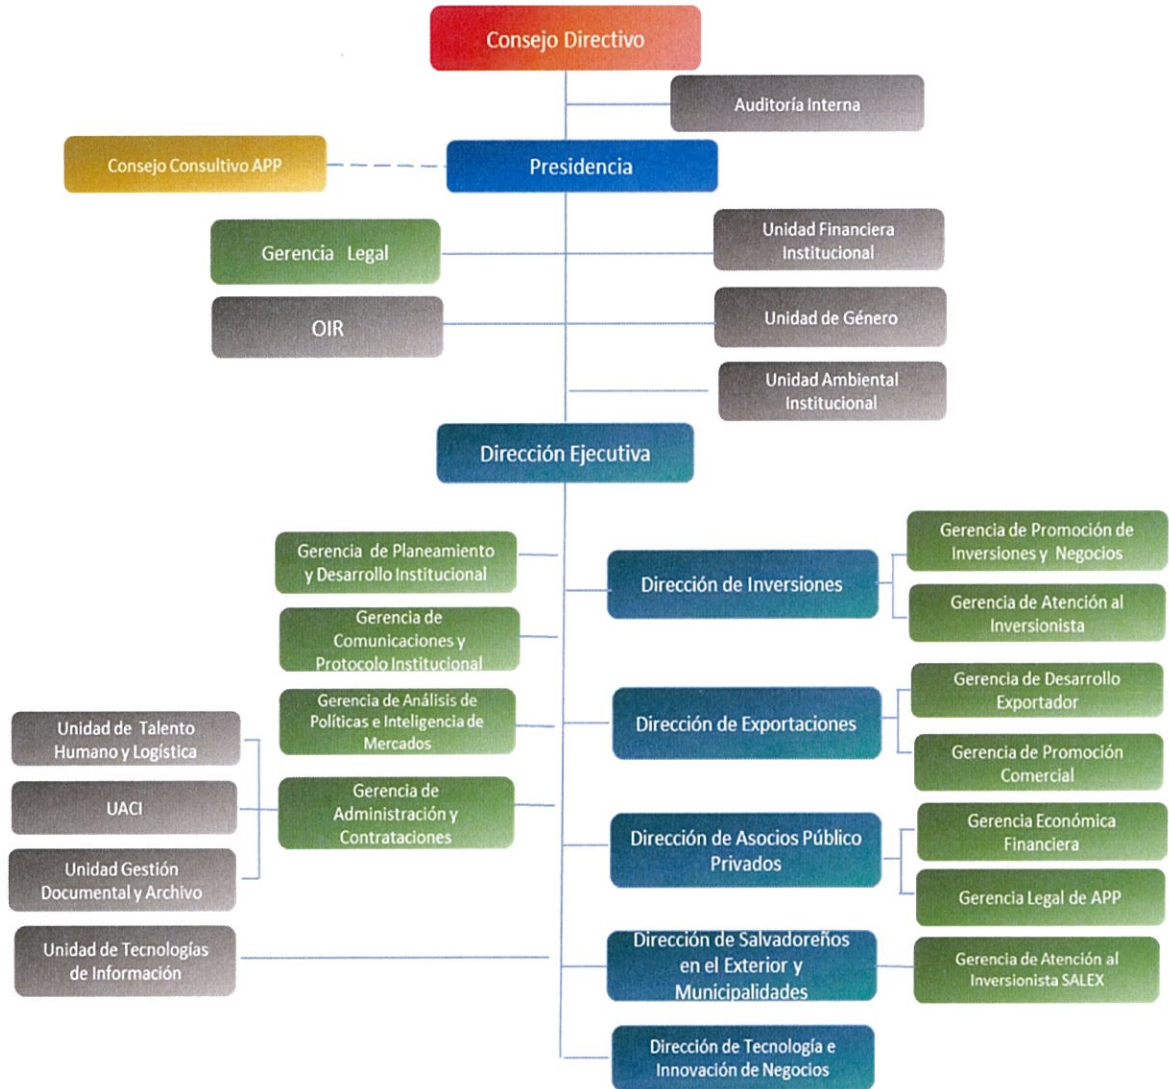 Consejo Directivo
Auditoría Interna
Consejo Consultivo APP
Presidencia
Gerencia Legal
Unidad Financiera
Institucional
OIR
Unidad de Género
Unidad Ambiental
Institucional
Dirección Ejecutiva
Gerencia de Planeamiento
y Desarrollo Institucional
Gerencia de
Comunicaciones y
Protocolo Institucional
Gerencia de Análisis de
Políticas e Inteligencia de
Mercados
Gerencia de
Administración y
Contrataciones
Unidad de Talento
Humano y Logística
UACI
Unidad Gestión
Documental y Archivo
Unidad de Tecnologías
de Información
Dirección de Inversiones
Gerencia de Promoción de
Inversiones y Negocios
Gerencia de Atención al
Inversionista
Dirección de Exportaciones
Gerencia de Desarrollo
Exportador
Gerencia de Promoción
Comercial
Dirección de Asocios Público
Privados
Gerencia Económica
Financiera
Gerencia Legal de APP
Dirección de Salvadoreños
en el Exterior y
Municipalidades
Gerencia de Atención al
Inversionista SALEX
Dirección de Tecnología e
Innovación de Negocios